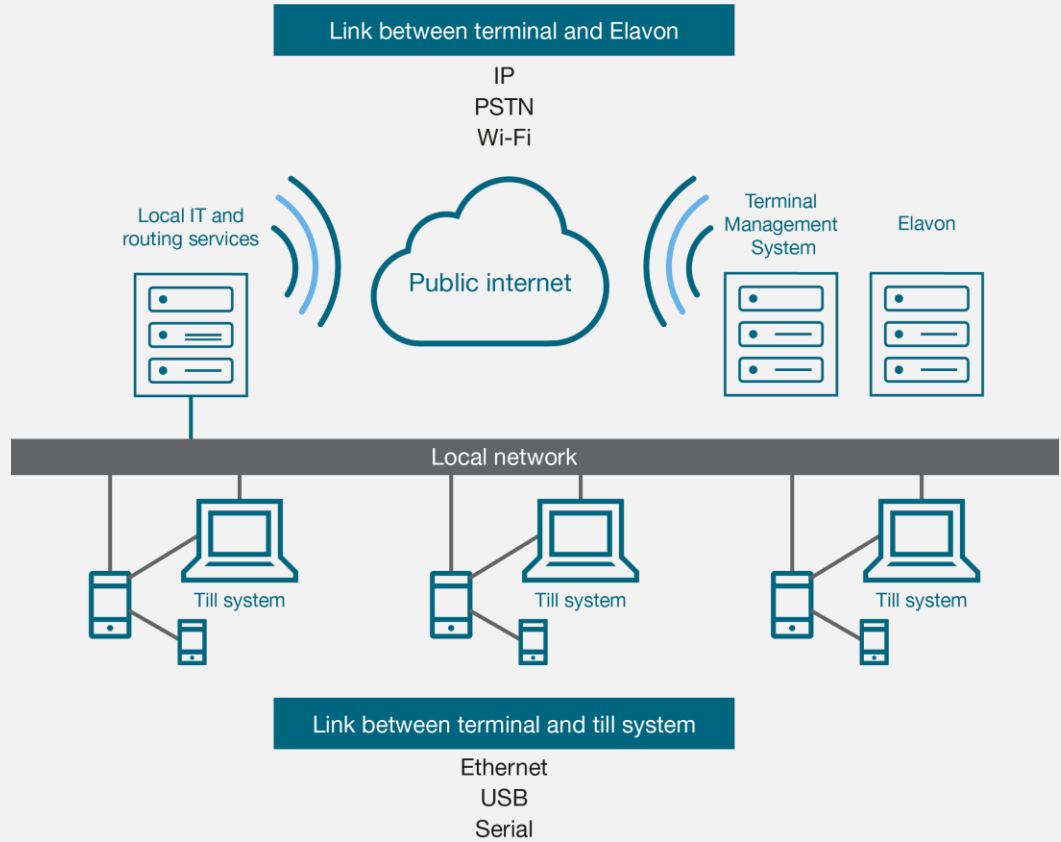 Link between terminal and Elavon
IP
PSTN
Wi-Fi
Local IT and
routing services
Public internet
Terminal
Management
System
Elavon
Local network
Till system
Till system
Till system
Link between terminal and till system
Ethernet
USB
Serial